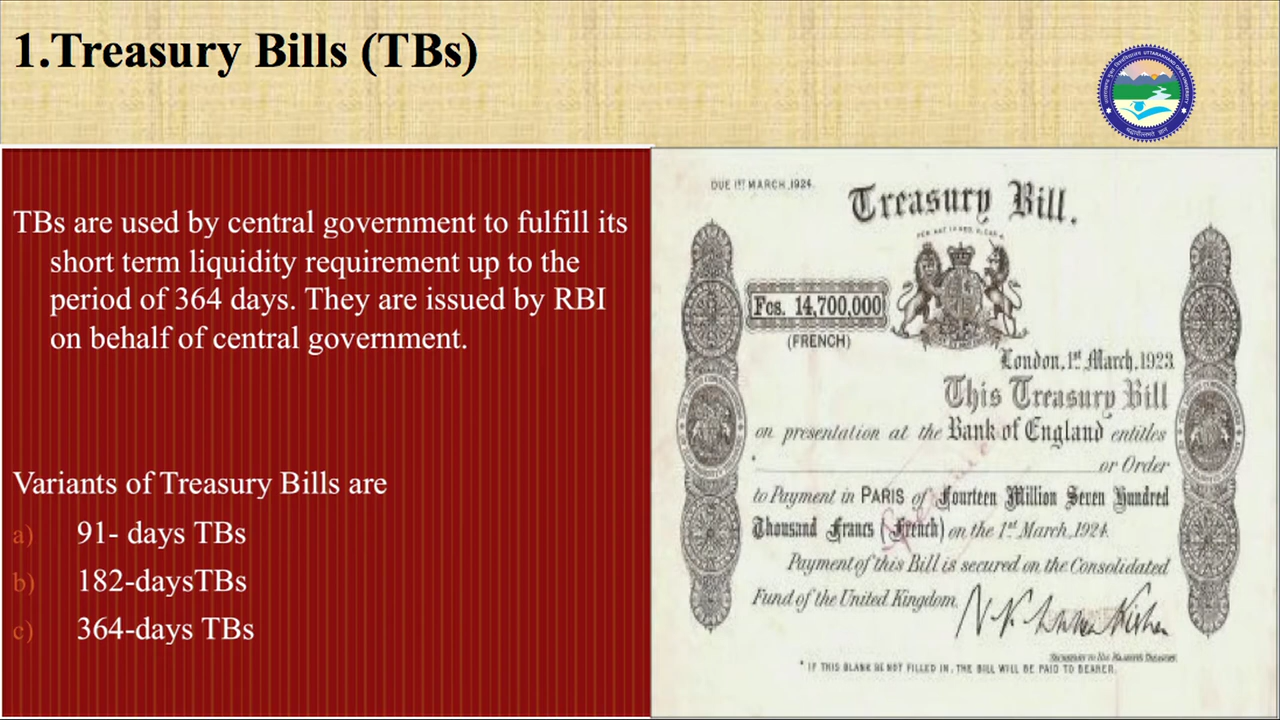 1.Treasury Bills (TBs)
TBs are used by central government to fulfill its
short term liquidity requirement up to the
period of 364 days. They are issued by RBI
on behalf of central government.
Variants of Treasury Bills are
a) 91- days TBs
b) 182-daysTBs
c) 364-days TBs
DUE 1ST MARCH,1924.
Treasury Bill.
Fcs. 14,700,000
(FRENCH)
London,1st March,1923.
This Treasury Bill
on presentation at the Bank of England entitles
* or Order
to Payment in PARIS of Fourteen Million Seven Hundred
Thousand Francs (French) on the 1st March,1924.
Payment of this Bill is secured on the Consolidated
Fund of the United Kingdom.
SECRETARY TO HIS MAJESTY'S TREASURY.
* IF THIS BLANK BE NOT FILLED IN, THE BILL WILL BE PAID TO BEARER.